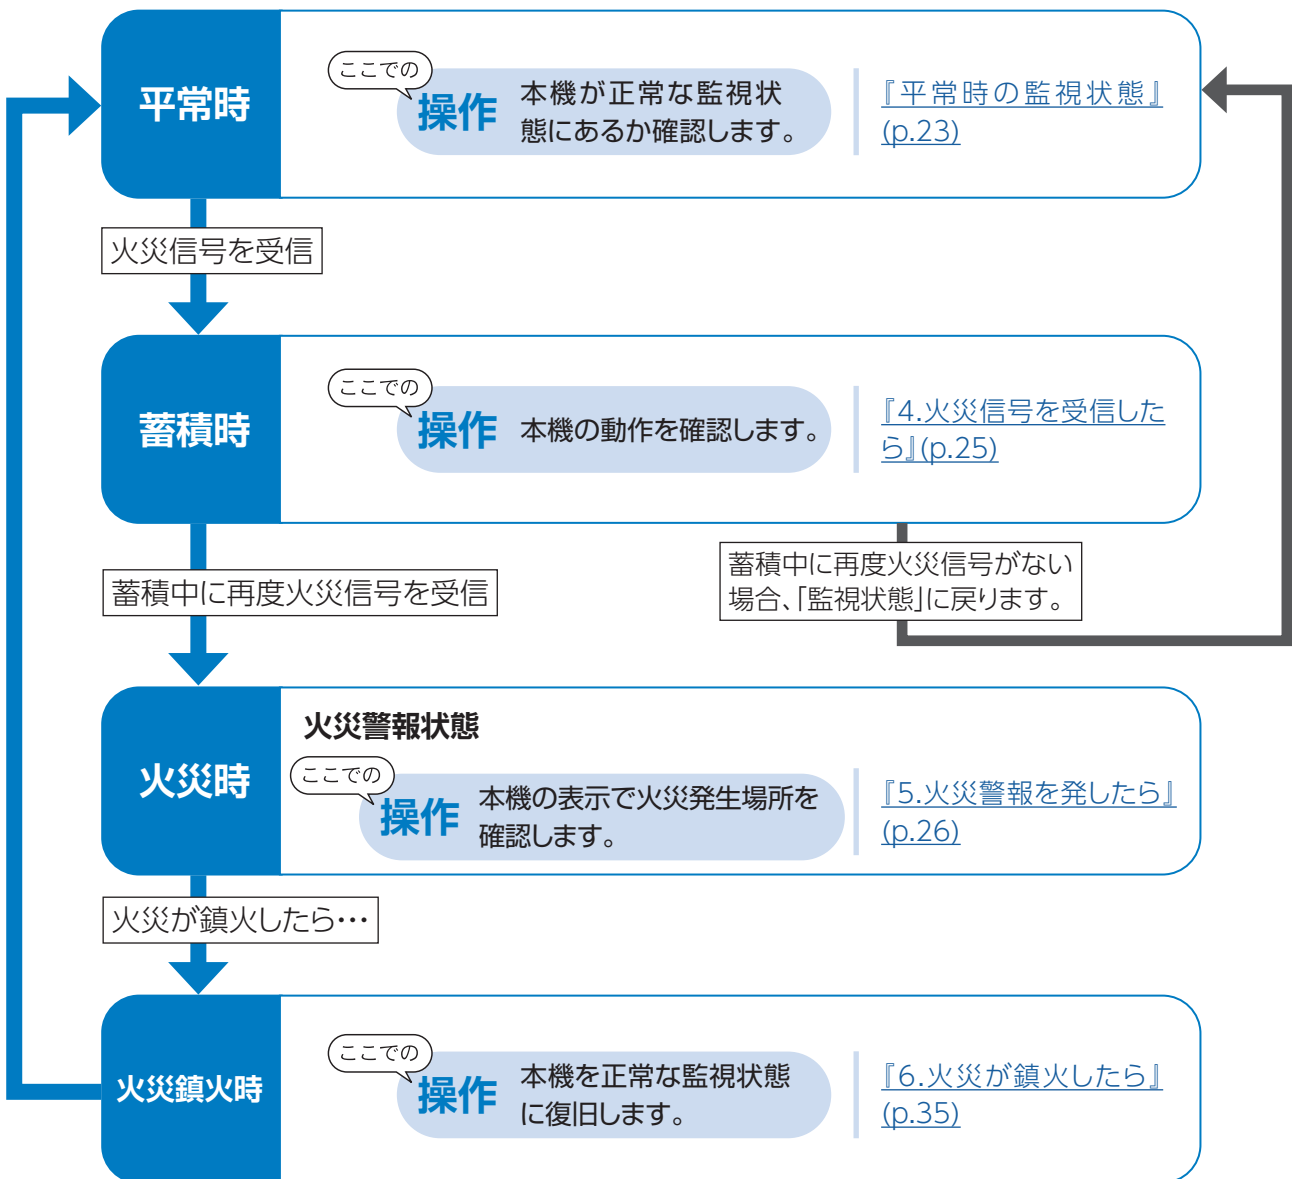 平常時
ここでの
操作
本機が正常な監視状
態にあるか確認します。
『平常時の監視状態』
(p.23)
火災信号を受信
蓄積時
ここでの
操作
本機の動作を確認します。
『4.火災信号を受信した
ら』(p.25)
蓄積中に再度火災信号を受信
蓄積中に再度火災信号がない
場合、「監視状態」に戻ります。
火災時
火災警報状態
ここでの
操作
本機の表示で火災発生場所を
確認します。
『5.火災警報を発したら』
(p.26)
火災が鎮火したら・・・
火災鎮火時
ここでの
操作
本機を正常な監視状態
に復旧します。
『6.火災が鎮火したら』
(p.35)